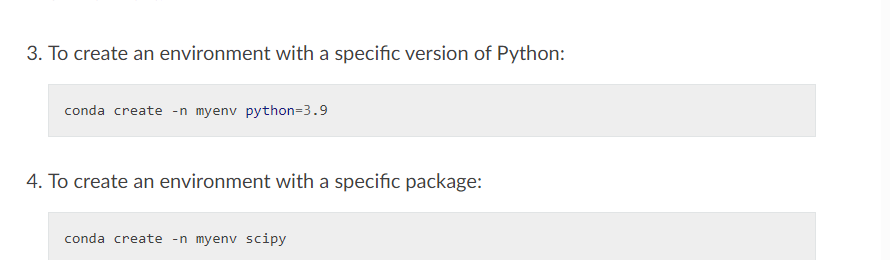 3. To create an environment with a specific version of Python:
conda create -n myenv python=3.9
4. To create an environment with a specific package:
conda create -n myenv scipy